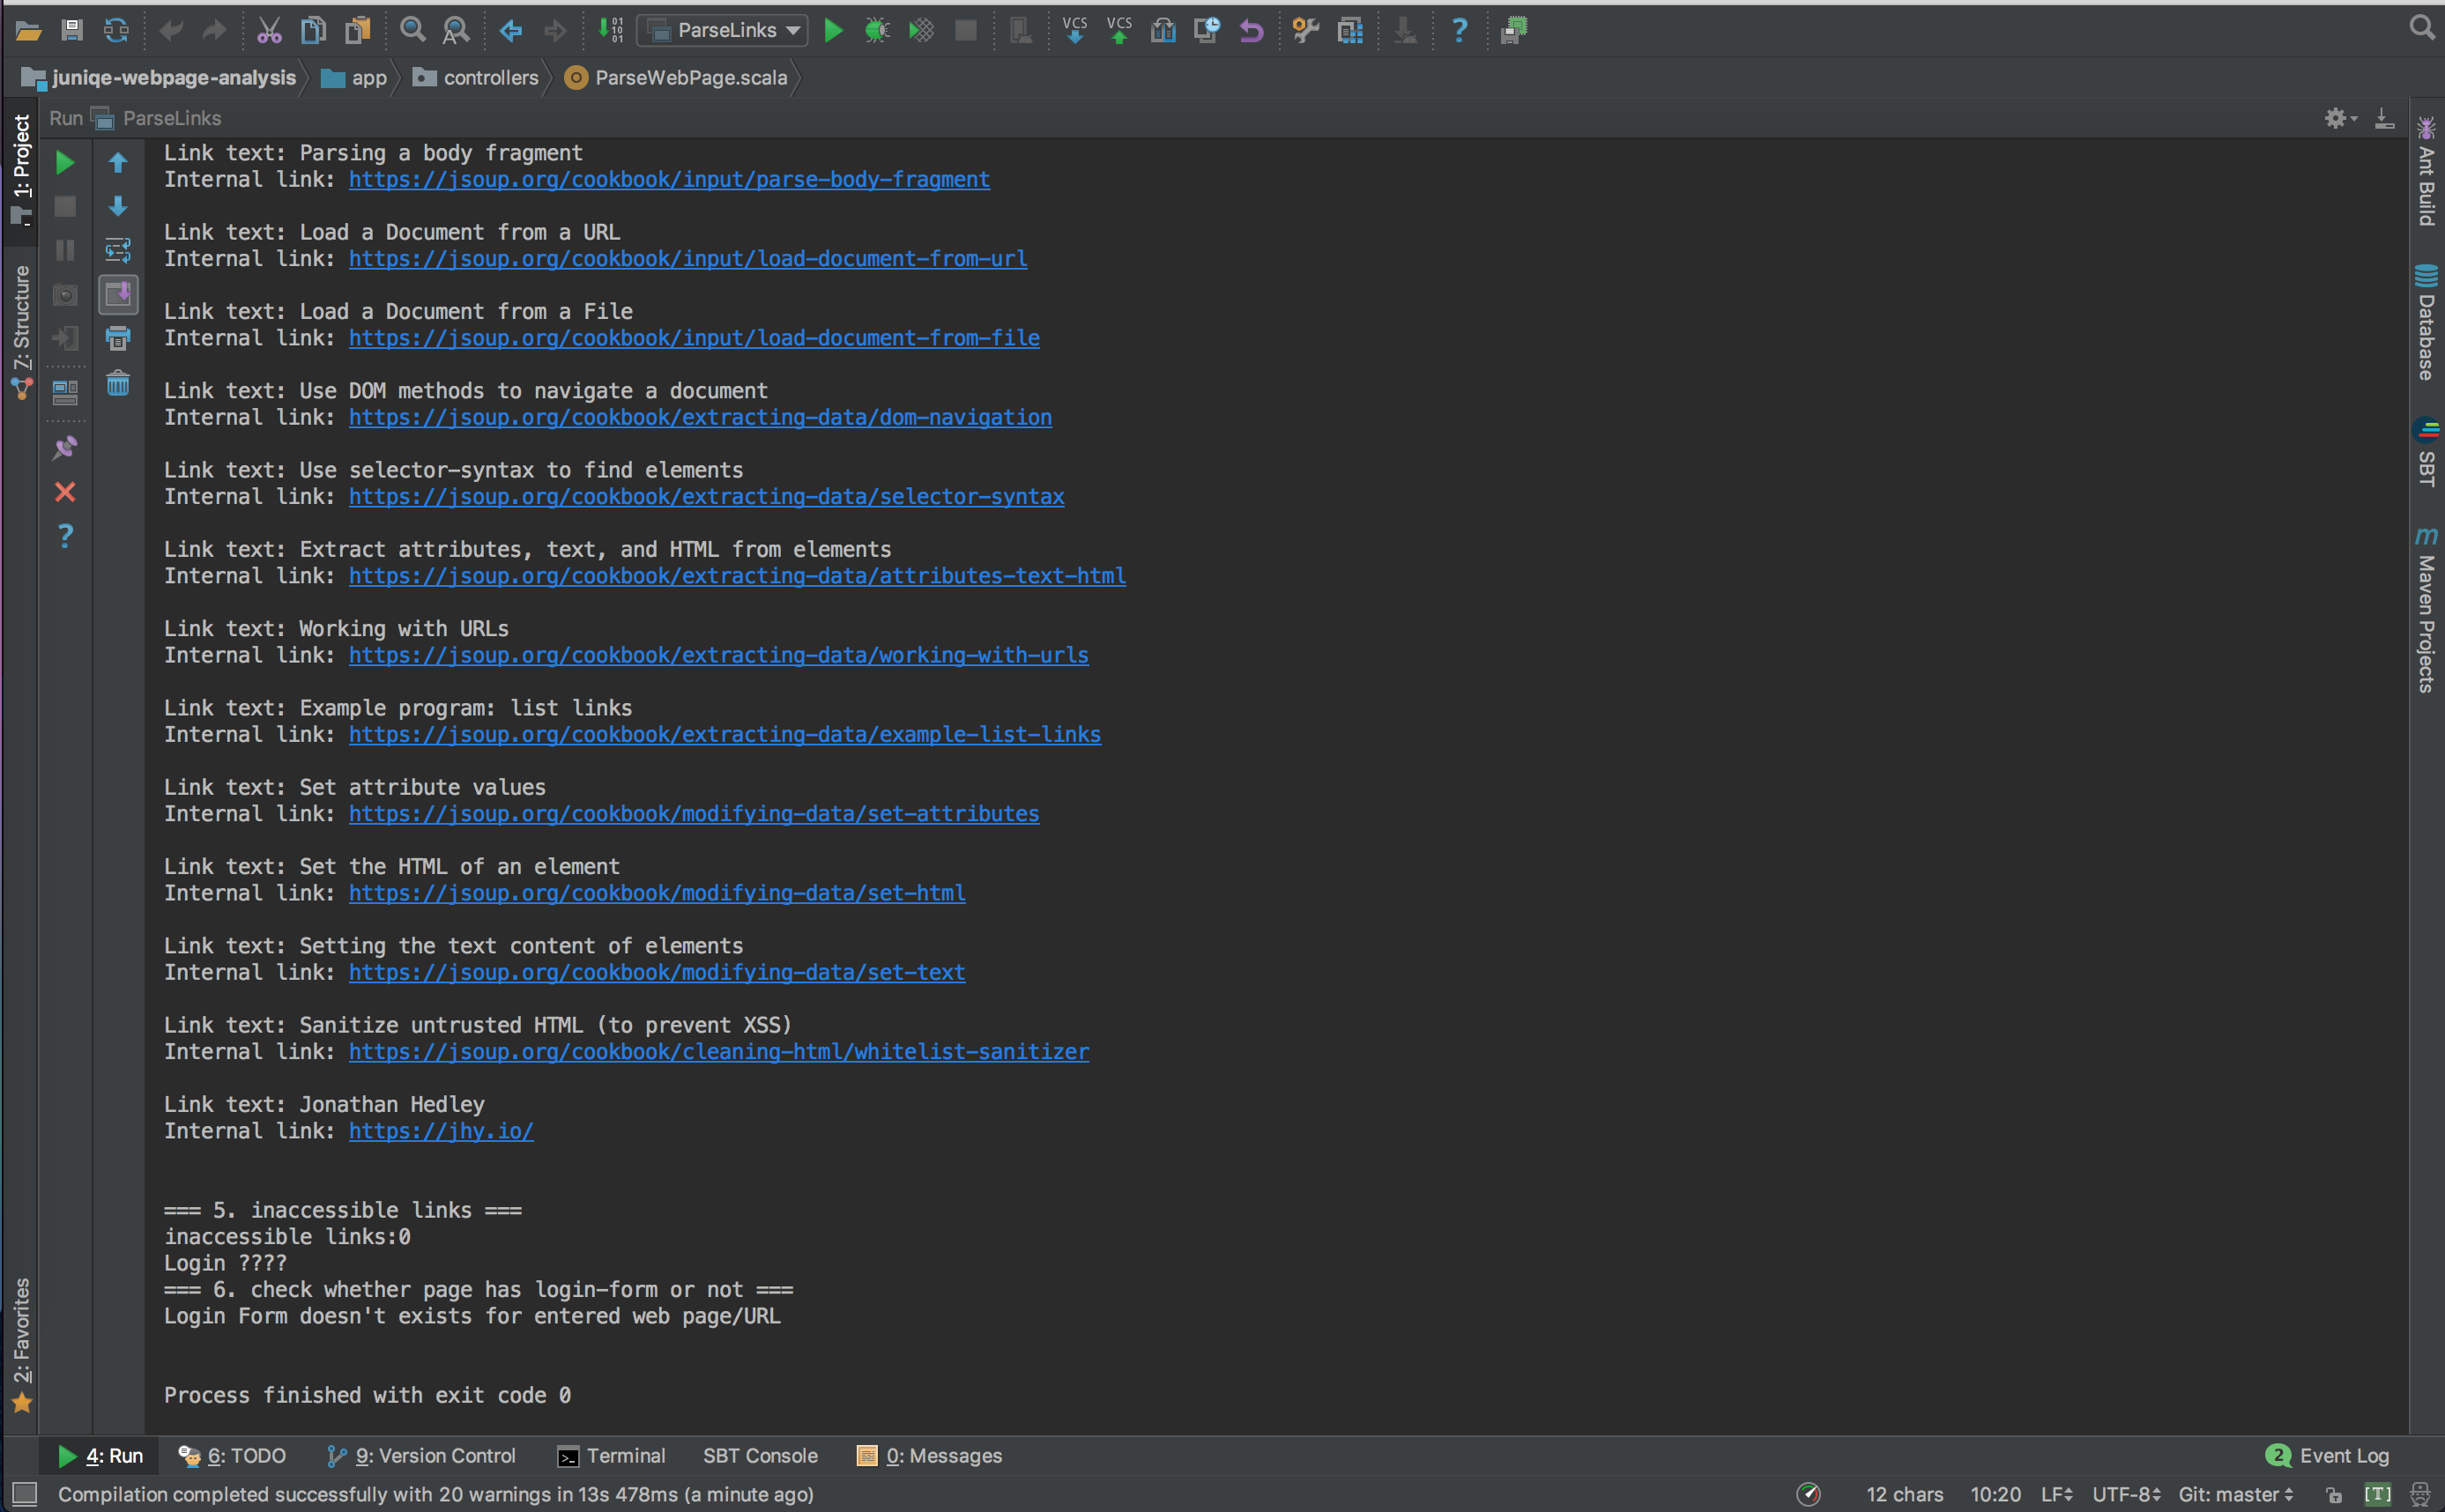 ParseLinks
VCS
VCS
juniqe-webpage-analysis
app
controllers
ParseWebPage.scala
Run ParseLinks
1: Project
7: Structure
2: Favorites
Link text: Parsing a body fragment
Internal link: https://jsoup.org/cookbook/input/parse-body-fragment
Link text: Load a Document from a URL
Internal link: https://jsoup.org/cookbook/input/load-document-from-url
Link text: Load a Document from a File
Internal link: https://jsoup.org/cookbook/input/load-document-from-file
Link text: Use DOM methods to navigate a document
Internal link: https://jsoup.org/cookbook/extracting-data/dom-navigation
Link text: Use selector-syntax to find elements
Internal link: https://jsoup.org/cookbook/extracting-data/selector-syntax
Link text: Extract attributes, text, and HTML from elements
Internal link: https://jsoup.org/cookbook/extracting-data/attributes-text-html
Link text: Working with URLs
Internal link: https://jsoup.org/cookbook/extracting-data/working-with-urls
Link text: Example program: list links
Internal link: https://jsoup.org/cookbook/extracting-data/example-list-links
Link text: Set attribute values
Internal link: https://jsoup.org/cookbook/modifying-data/set-attributes
Link text: Set the HTML of an element
Internal link: https://jsoup.org/cookbook/modifying-data/set-html
Link text: Setting the text content of elements
Internal link: https://jsoup.org/cookbook/modifying-data/set-text
Link text: Sanitize untrusted HTML (to prevent XSS)
Internal link: https://jsoup.org/cookbook/cleaning-html/whitelist-sanitizer
Link text: Jonathan Hedley
Internal link: https://jhy.io/
=== 5. inaccessible links ===
inaccessible links:0
Login ????
=== 6. check whether page has login-form or not ===
Login Form doesn't exists for entered web page/URL
Process finished with exit code 0
Ant Build
Database
SBT
Maven Projects
4: Run
6: TODO
9: Version Control
Terminal
SBT Console
0: Messages
2 Event Log
Compilation completed successfully with 20 warnings in 13s 478ms (a minute ago)
12 chars
10:20
LF
UTF-8
Git: master
[T]